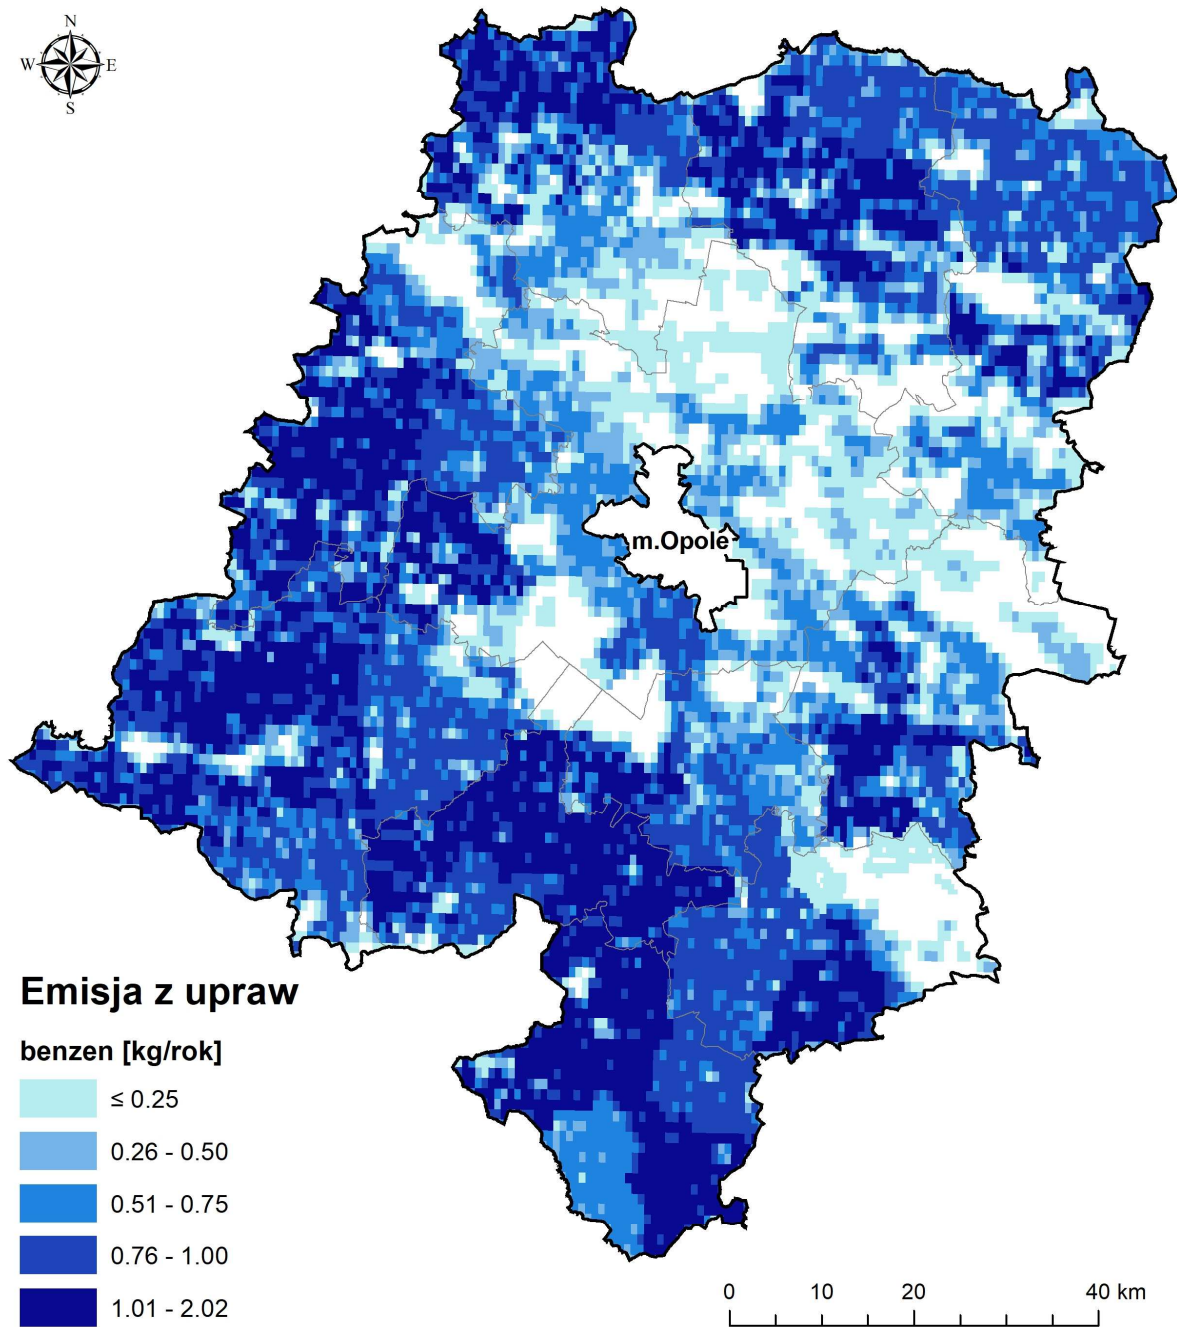 N
W E
S
m.Opole
Emisja z upraw
benzen [kg/rok]
≤ 0.25
0.26 - 0.50
0.51 - 0.75
0.76 - 1.00
1.01 - 2.02
0 10 20 40 km